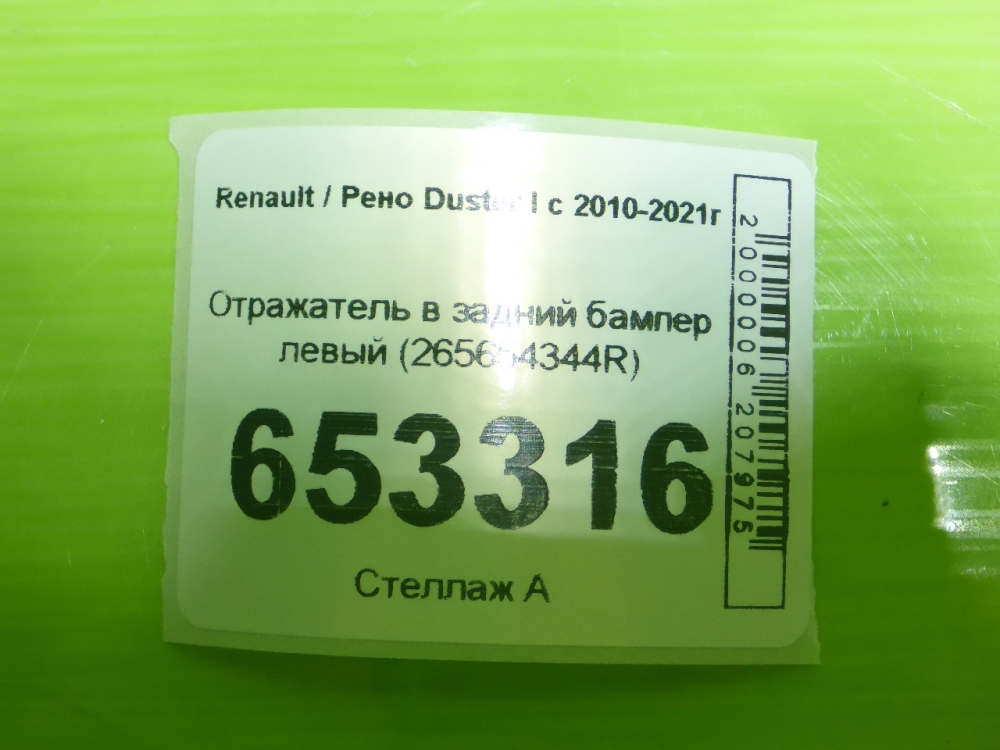 Renault / Рено Duster I с 2010-2021г
Отражатель в задний бампер
левый (265654344R)
653316
Стеллаж А
2000006207975